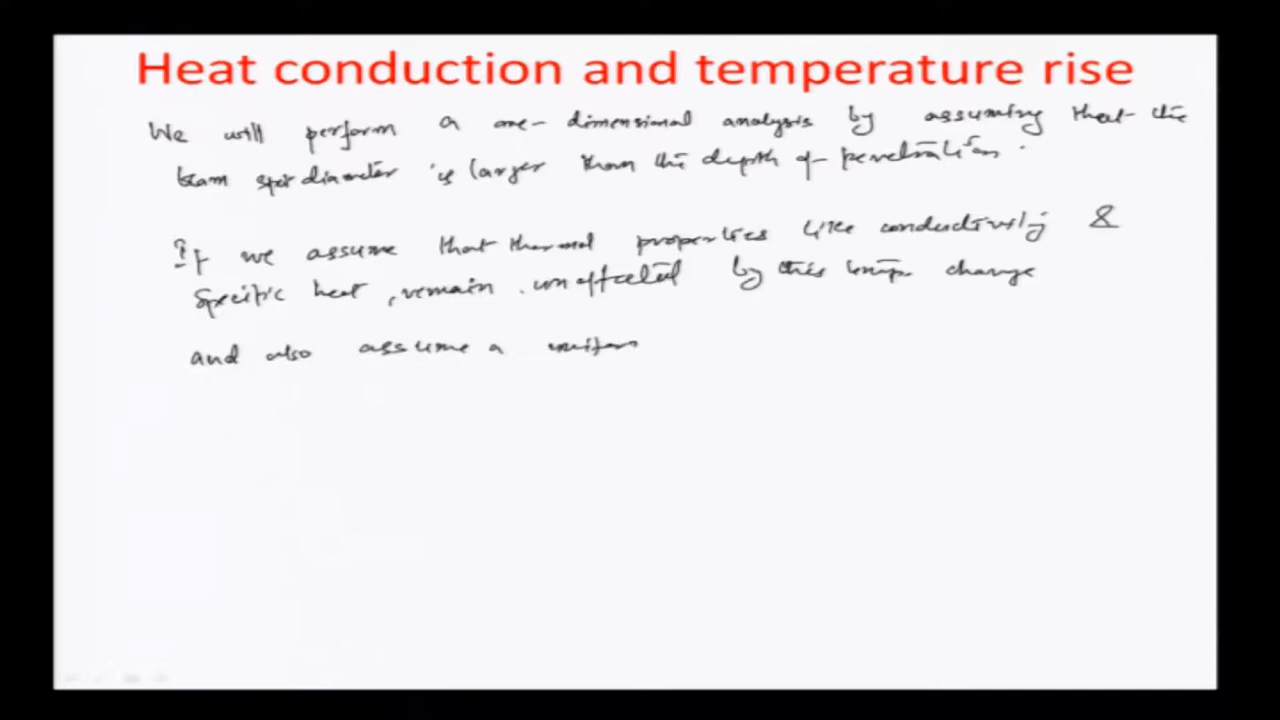 Heat conduction and temperature rise
We will perform a one-dimensional analysis by assuming that the
beam spot diameter is larger than the depth of penetration.
If we assume that thermal properties like conductivity &
specific heat, remain unaffected by this temp. change
and also assume a uniform